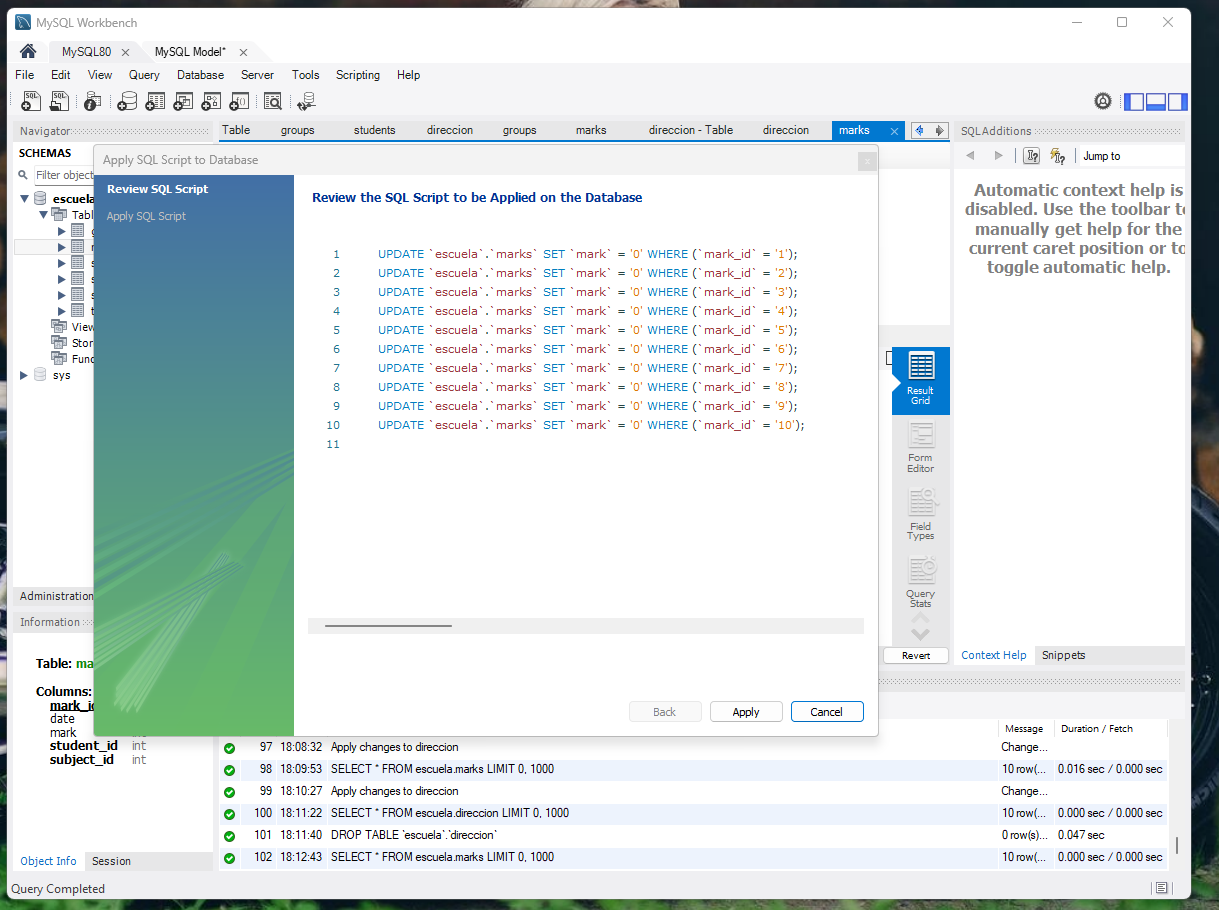 MySQL Workbench
MySQL80
MySQL Model*
File Edit View Query Database Server Tools Scripting Help
Navigator
Table groups students direccion groups marks direccion - Table direccion marks
SQLAdditions
SCHEMAS
Filter object
Jump to
escuela
Tabl
View
Stor
Func
sys
Apply SQL Script to Database
Review SQL Script
Apply SQL Script
Review the SQL Script to be Applied on the Database
1 UPDATE `escuela`.`marks` SET `mark` = '0' WHERE (`mark_id` = '1');
2 UPDATE `escuela`.`marks` SET `mark` = '0' WHERE (`mark_id` = '2');
3 UPDATE `escuela`.`marks` SET `mark` = '0' WHERE (`mark_id` = '3');
4 UPDATE `escuela`.`marks` SET `mark` = '0' WHERE (`mark_id` = '4');
5 UPDATE `escuela`.`marks` SET `mark` = '0' WHERE (`mark_id` = '5');
6 UPDATE `escuela`.`marks` SET `mark` = '0' WHERE (`mark_id` = '6');
7 UPDATE `escuela`.`marks` SET `mark` = '0' WHERE (`mark_id` = '7');
8 UPDATE `escuela`.`marks` SET `mark` = '0' WHERE (`mark_id` = '8');
9 UPDATE `escuela`.`marks` SET `mark` = '0' WHERE (`mark_id` = '9');
10 UPDATE `escuela`.`marks` SET `mark` = '0' WHERE (`mark_id` = '10');
11
Back Apply Cancel
Automatic context help is
disabled. Use the toolbar to
manually get help for the
current caret position or to
toggle automatic help.
Result
Grid
Form
Editor
Field
Types
Query
Stats
Revert
Context Help Snippets
Administration
Information
Table: ma
Columns:
mark_id
date
mark
student_id int
subject_id int
Object Info Session
Message Duration / Fetch
97 18:08:32 Apply changes to direccion Change...
98 18:09:53 SELECT * FROM escuela.marks LIMIT 0, 1000 10 row(... 0.016 sec / 0.000 sec
99 18:10:27 Apply changes to direccion Change...
100 18:11:22 SELECT * FROM escuela.direccion LIMIT 0, 1000 10 row(... 0.000 sec / 0.000 sec
101 18:11:40 DROP TABLE `escuela`.`direccion` 0 row(s)... 0.047 sec
102 18:12:43 SELECT * FROM escuela.marks LIMIT 0, 1000 10 row(... 0.000 sec / 0.000 sec
Query Completed